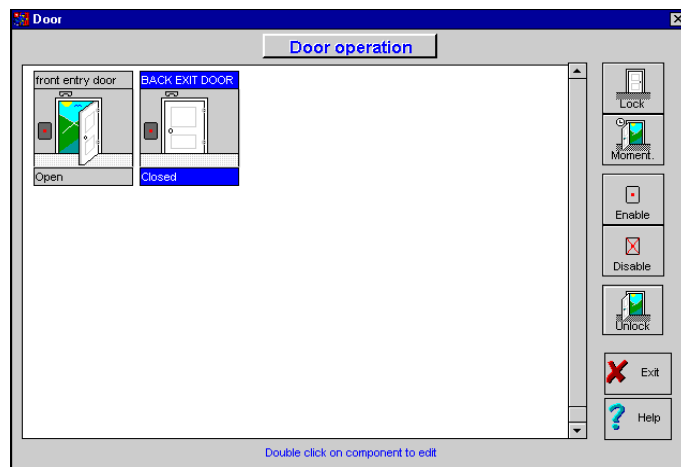 Door
Door operation
front entry door
BACK EXIT DOOR
Open
Closed
Lock
Moment.
Enable
Disable
Unlock
Exit
Help
Double click on component to edit